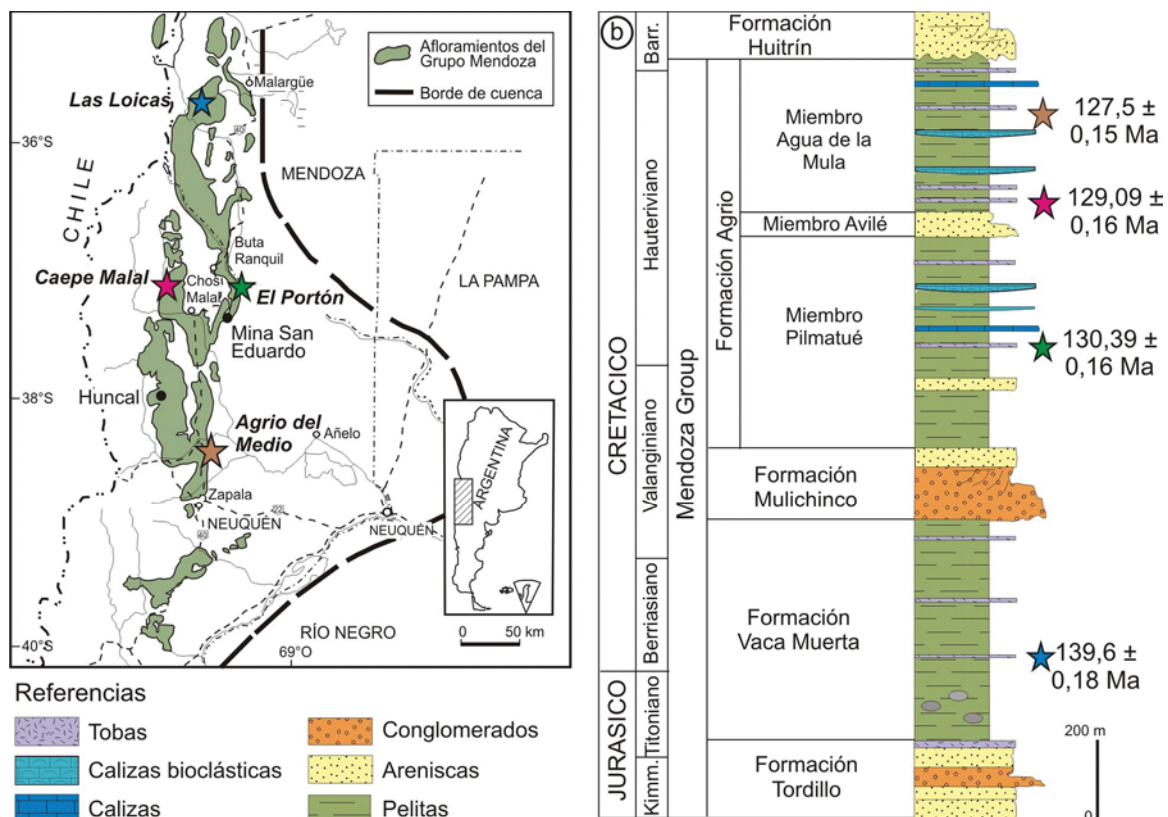 Afloramientos del
Grupo Mendoza
Borde de cuenca
Malargüe
Las Loicas
40
36°S
MENDOZA
CHILE
Buta
Ranquil
LA PAMPA
Caepe Malal
Chos
Malal
El Portón
Mina San
Eduardo
38°S
Huncal
Agrio del
Medio
Añelo
ARGENTINA
Zapala
22
NEUQUÉN
40
NEUQUÉN
RÍO NEGRO
0 50 km
40°S
69°O
Referencias
Tobas
Calizas bioclásticas
Calizas
Conglomerados
Areniscas
Pelitas
b
Barr.
Formación
Huitrín
CRETACICO
Hauteriviano
Mendoza Group
Formación Agrio
Miembro
Agua de la
Mula
127,5 ±
0,15 Ma
129,09 ±
0,16 Ma
Miembro Avilé
Miembro
Pilmatué
130,39 ±
0,16 Ma
Valanginiano
Formación
Mulichinco
Berriasiano
Formación
Vaca Muerta
139,6 ±
0,18 Ma
JURASICO
Titoniano
Kimm.
Formación
Tordillo
200 m
0